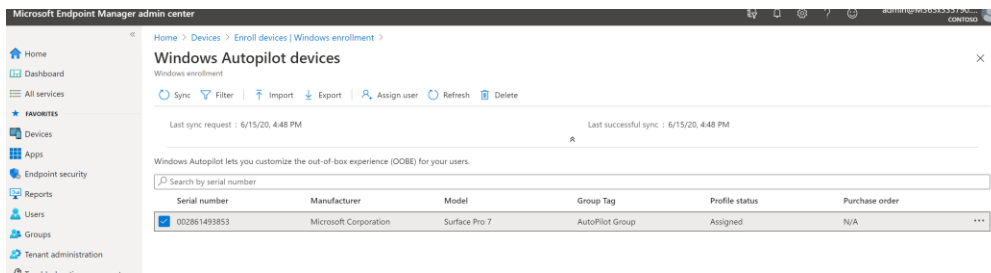 Microsoft Endpoint Manager admin center
CONTOSO
«
Home > Devices > Enroll devices | Windows enrollment >
Home
Windows Autopilot devices
Windows enrollment
Dashboard
All services
Sync Filter Import Export Assign user Refresh Delete
FAVORITES
Last sync request : 6/15/20, 4:48 PM Last successful sync : 6/15/20, 4:48 PM
Devices
Apps
Windows Autopilot lets you customize the out-of-box experience (OOBE) for your users.
Endpoint security
Search by serial number
Reports
Serial number Manufacturer Model Group Tag Profile status Purchase order
Users
002861493853 Microsoft Corporation Surface Pro 7 AutoPilot Group Assigned N/A ...
Groups
Tenant administration